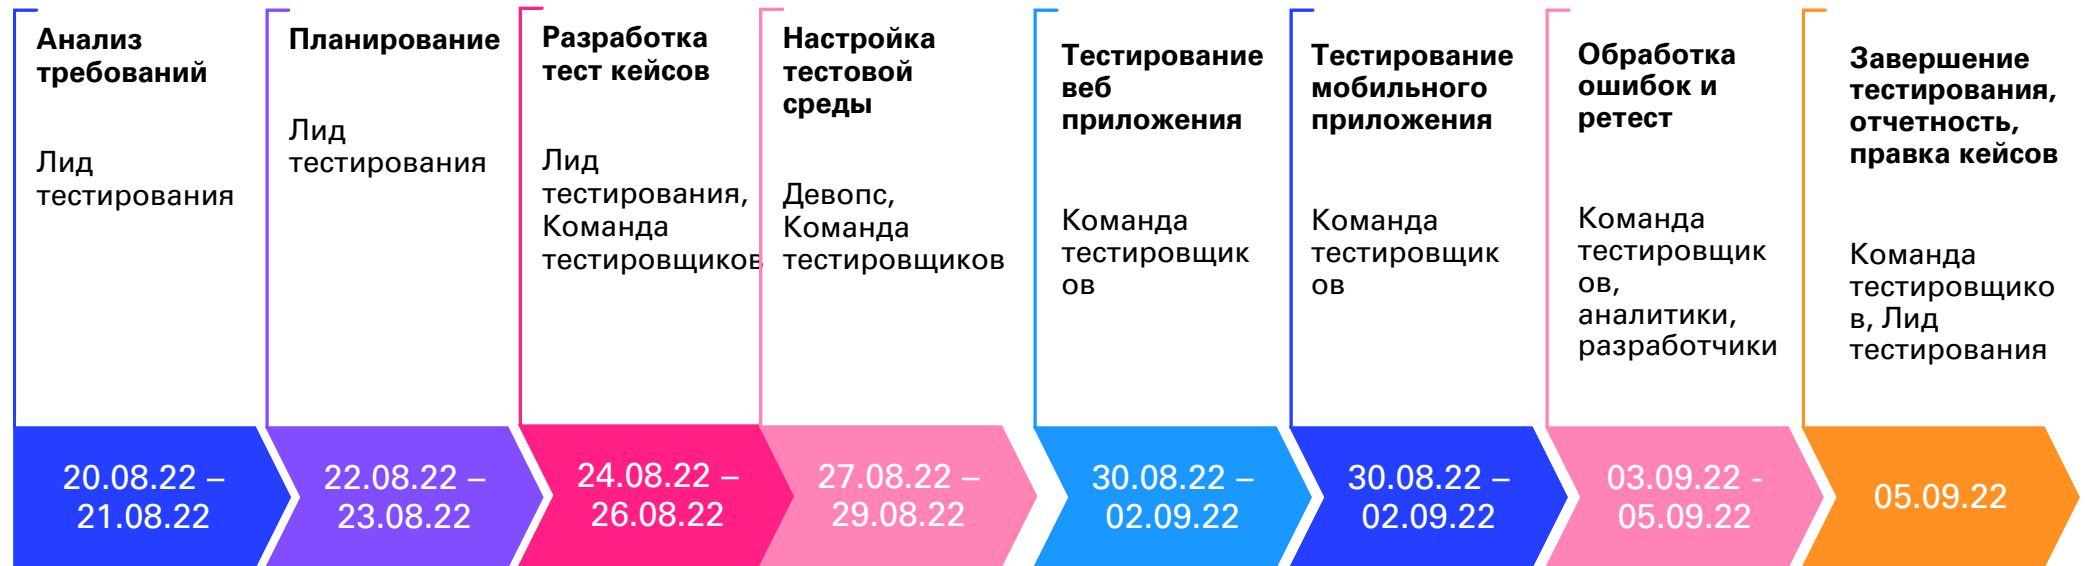 Анализ
требований
Лид
тестирования
20.08.22 –
21.08.22
Планирование
Лид
тестирования
22.08.22 –
23.08.22
Разработка
тест кейсов
Лид
тестирования,
Команда
тестировщиков
24.08.22 –
26.08.22
Настройка
тестовой
среды
Девопс,
Команда
тестировщиков
27.08.22 –
29.08.22
Тестирование
веб
приложения
Команда
тестировщик
ов
30.08.22 –
02.09.22
Тестирование
мобильного
приложения
Команда
тестировщик
ов
30.08.22 –
02.09.22
Обработка
ошибок и
ретест
Команда
тестировщик
ов,
аналитики,
разработчики
03.09.22 -
05.09.22
Завершение
тестирования,
отчетность,
правка кейсов
Команда
тестировщико
в, Лид
тестирования
05.09.22